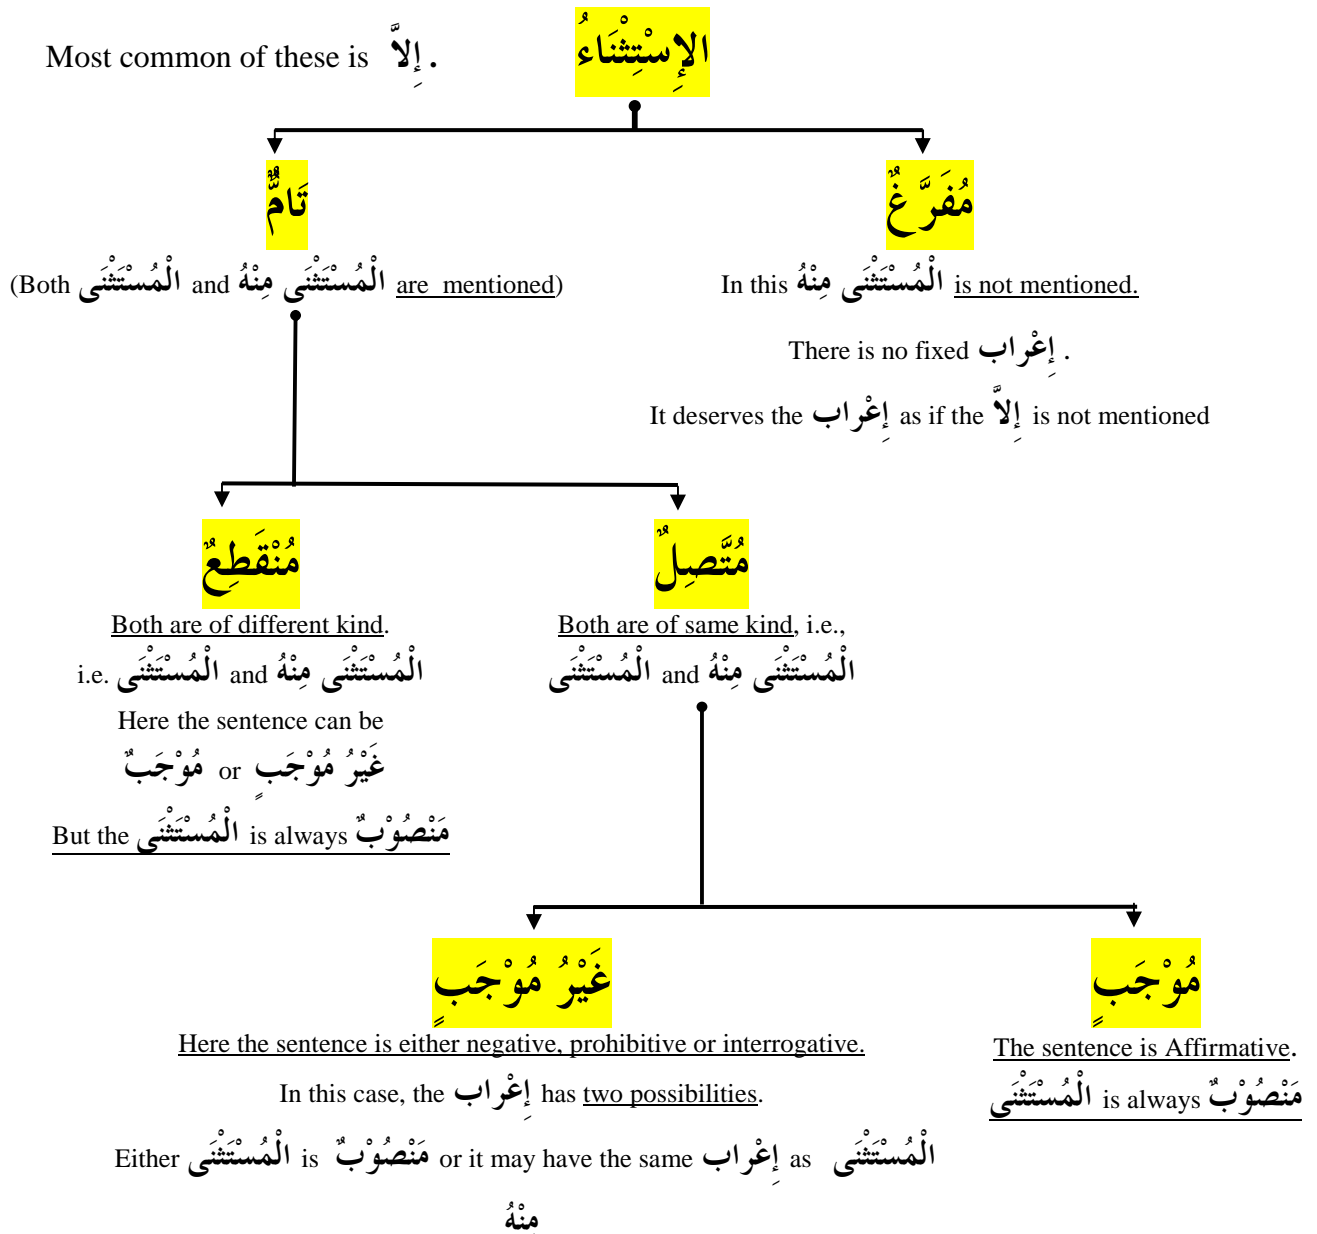 Most common of these is إِلاَّ .
الإِسْتِثْنَاءُ
تَامٌّ
مُفَرَّغٌ
(Both الْمُسْتَثْنَى and الْمُسْتَثْنَى مِنْهُ are mentioned)
In this الْمُسْتَثْنَى مِنْهُ is not mentioned.
There is no fixed إِعْراب .
It deserves the إِعْراب as if the إِلاَّ is not mentioned
مُنْقَطِعٌ
Both are of different kind.
i.e. الْمُسْتَثْنَى and الْمُسْتَثْنَى مِنْهُ
Here the sentence can be
مُوْجَبٌ or غَيْرُ مُوْجَبٍ
But the الْمُسْتَثْنَى is always مَنْصُوْبٌ
مُتَّصِلٌ
Both are of same kind, i.e.,
الْمُسْتَثْنَى and الْمُسْتَثْنَى مِنْهُ
غَيْرُ مُوْجَبٍ
Here the sentence is either negative, prohibitive or interrogative.
In this case, the إِعْراب has two possibilities.
Either الْمُسْتَثْنَى is مَنْصُوْبٌ or it may have the same إِعْراب as الْمُسْتَثْنَى
مِنْهُ
مُوْجَبٍ
The sentence is Affirmative.
الْمُسْتَثْنَى is always مَنْصُوْبٌ